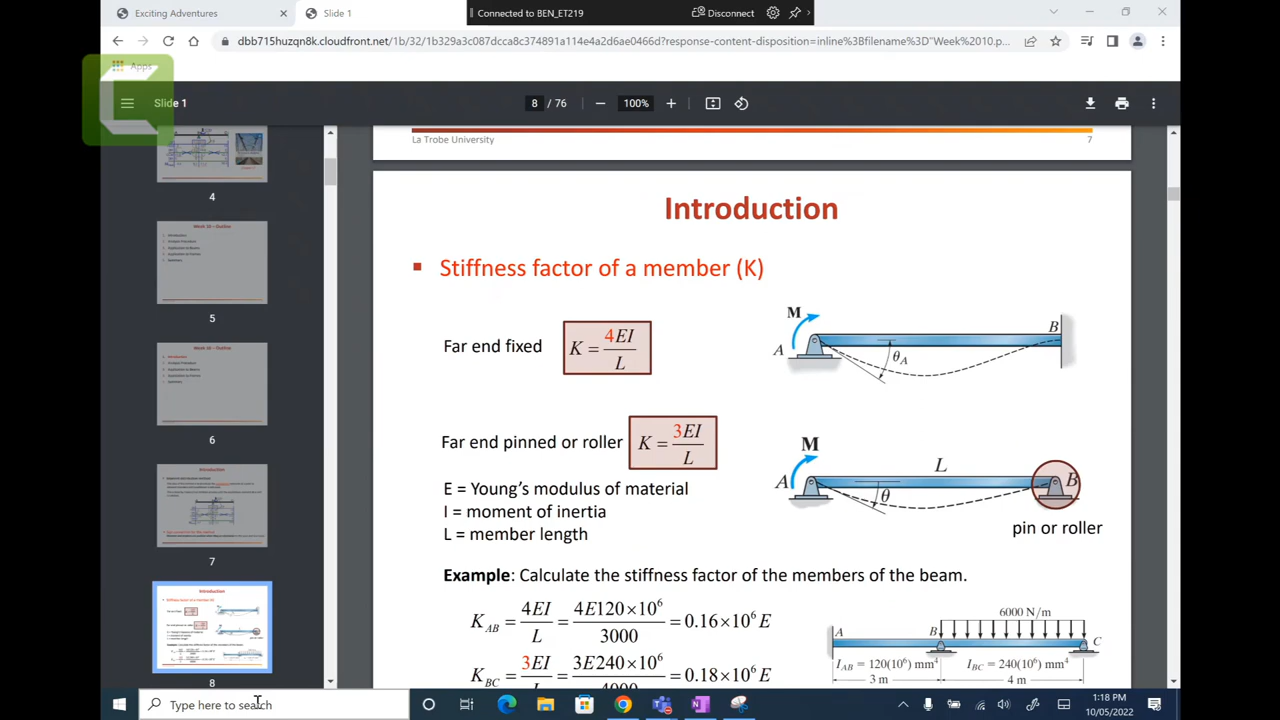 Exciting Adventures
Slide 1
Connected to BEN_ET219
Disconnect
dbb715huzqn8k.cloudfront.net/1b/32/1b329a3c087dcca8c374891a114e4a2d6ae0466d?response-content-disposition=inline%3Bfilename%3D"Week%2010.p...
Apps
Slide 1
8 / 76
100%
La Trobe University
7
4
5
6
7
8
Introduction
Stiffness factor of a member (K)
Far end fixed
K = 4EI / L
M
A
B
θA
Far end pinned or roller
K = 3EI / L
M
A
L
B
θ
pin or roller
E = Young's modulus of material
I = moment of inertia
L = member length
Example: Calculate the stiffness factor of the members of the beam.
K_AB = 4EI / L = 4E120×10⁶ / 3000 = 0.16×10⁶ E
K_BC = 3EI / L = 3E240×10⁶ / 4000 = 0.18×10⁶ E
6000 N/m
A
B
C
I_AB = 120(10⁶) mm⁴
I_BC = 240(10⁶) mm⁴
3 m
4 m
Type here to search
1:18 PM
10/05/2022